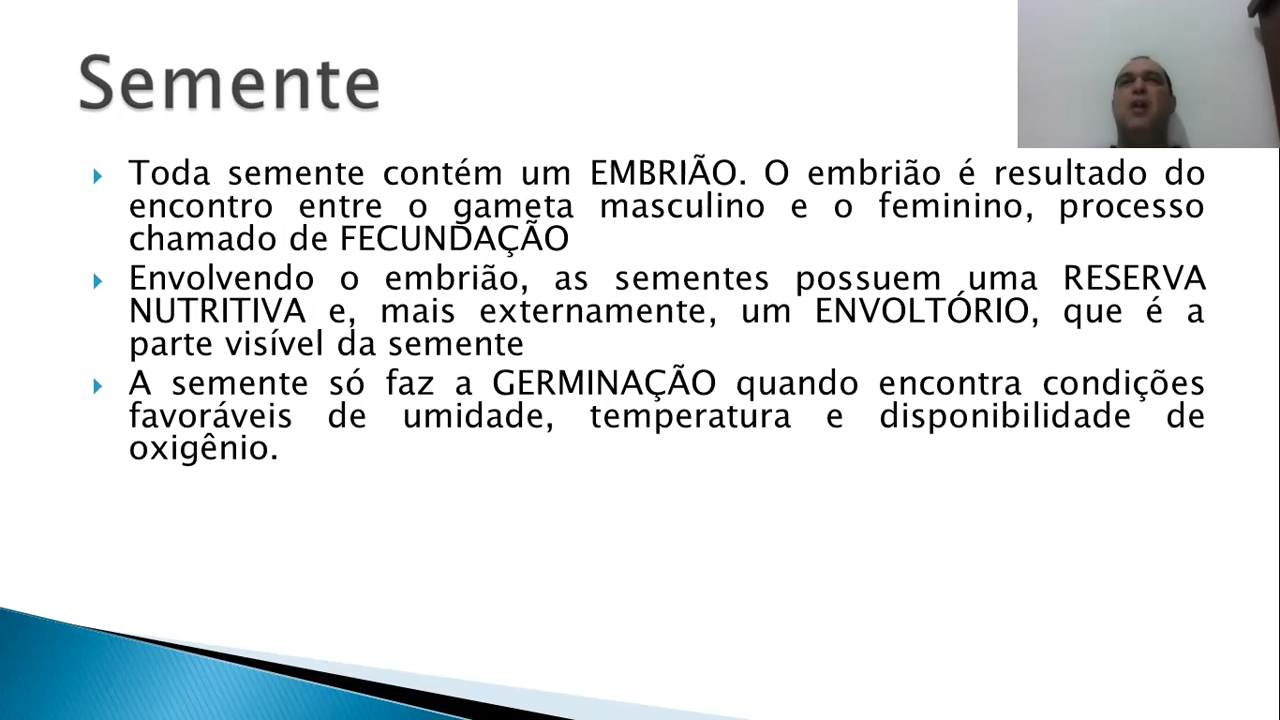 Semente
Toda semente contém um EMBRIÃO. O embrião é resultado do
encontro entre o gameta masculino e o feminino, processo
chamado de FECUNDAÇÃO
Envolvendo o embrião, as sementes possuem uma RESERVA
NUTRITIVA e, mais externamente, um ENVOLTÓRIO, que é a
parte visível da semente
A semente só faz a GERMINAÇÃO quando encontra condições
favoráveis de umidade, temperatura e disponibilidade de
oxigênio.